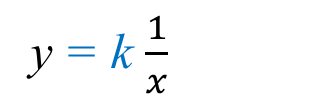 y = k 1/x